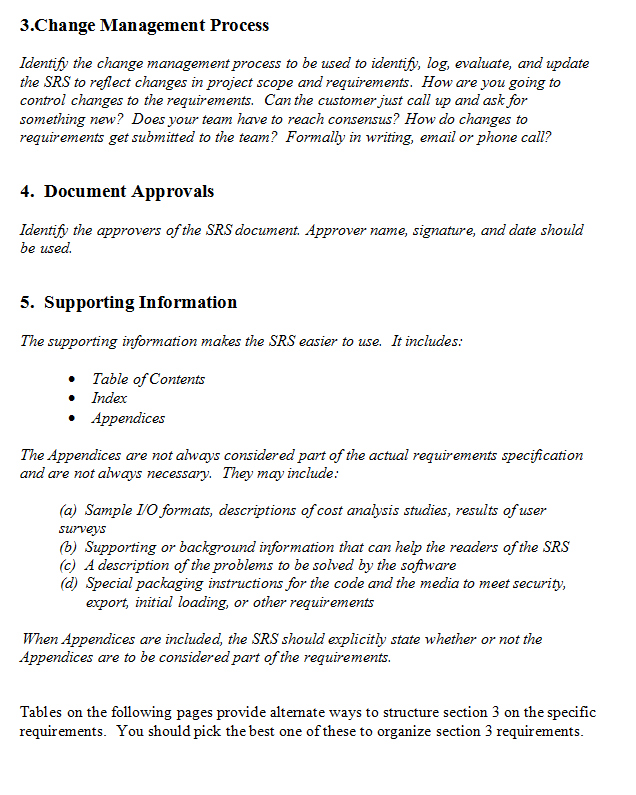 3.Change Management Process
Identify the change management process to be used to identify, log, evaluate, and update
the SRS to reflect changes in project scope and requirements.  How are you going to
control changes to the requirements.  Can the customer just call up and ask for
something new?  Does your team have to reach consensus?  How do changes to
requirements get submitted to the team?  Formally in writing, email or phone call?
4.  Document Approvals
Identify the approvers of the SRS document.  Approver name, signature, and date should
be used.
5.  Supporting Information
The supporting information makes the SRS easier to use.  It includes:
• Table of Contents
• Index
• Appendices
The Appendices are not always considered part of the actual requirements specification
and are not always necessary.  They may include:
(a)  Sample I/O formats, descriptions of cost analysis studies, results of user
surveys
(b)  Supporting or background information that can help the readers of the SRS
(c)  A description of the problems to be solved by the software
(d)  Special packaging instructions for the code and the media to meet security,
export, initial loading, or other requirements
When Appendices are included, the SRS should explicitly state whether or not the
Appendices are to be considered part of the requirements.
Tables on the following pages provide alternate ways to structure section 3 on the specific
requirements.  You should pick the best one of these to organize section 3 requirements.